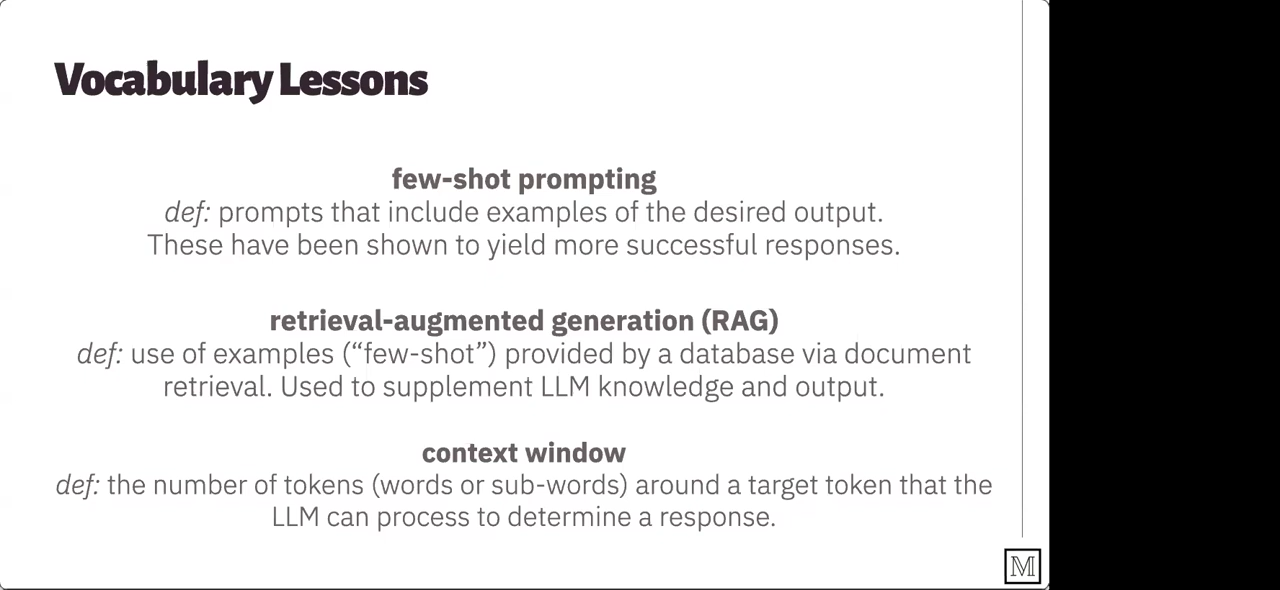 Vocabulary Lessons
few-shot prompting
def: prompts that include examples of the desired output.
These have been shown to yield more successful responses.
retrieval-augmented generation (RAG)
def: use of examples (“few-shot”) provided by a database via document
retrieval. Used to supplement LLM knowledge and output.
context window
def: the number of tokens (words or sub-words) around a target token that the
LLM can process to determine a response.
M